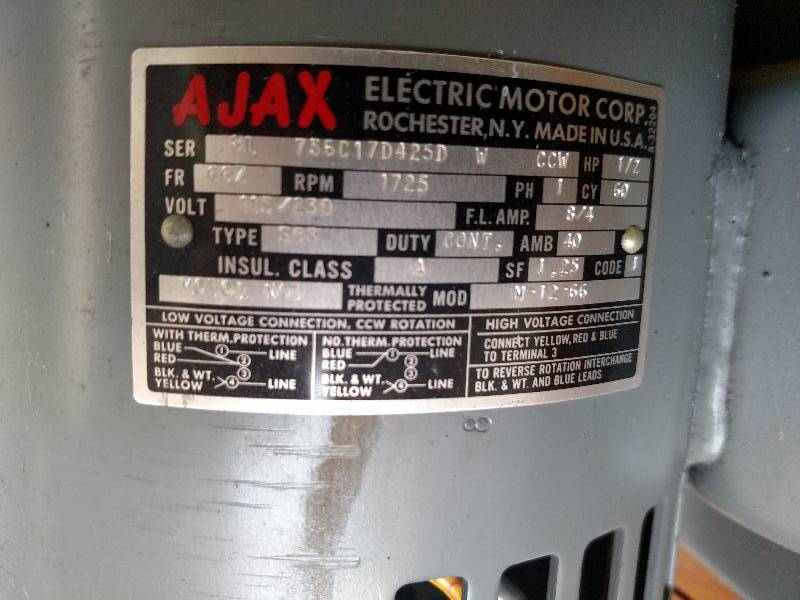 AJAX ELECTRIC MOTOR CORP.
ROCHESTER, N.Y. MADE IN U.S.A.
A-32204
SER 756C17D425D W CCW HP 1/2
FR RPM 1725 PH 1 CY 60
VOLT 115/230 F.L. AMP. 8/4
TYPE DUTY CONT. AMB 40
INSUL. CLASS A SF 1.25 CODE
THERMALLY PROTECTED MOD M-12-66
LOW VOLTAGE CONNECTION, CCW ROTATION
WITH THERM. PROTECTION
BLUE 1 LINE
RED 2
3
BLK. & WT. 4 LINE
YELLOW
NO. THERM. PROTECTION
BLUE 1 LINE
RED 2
3
BLK. & WT. 4 LINE
YELLOW
HIGH VOLTAGE CONNECTION
CONNECT YELLOW, RED & BLUE
TO TERMINAL 3
TO REVERSE ROTATION INTERCHANGE
BLK. & WT. AND BLUE LEADS
8